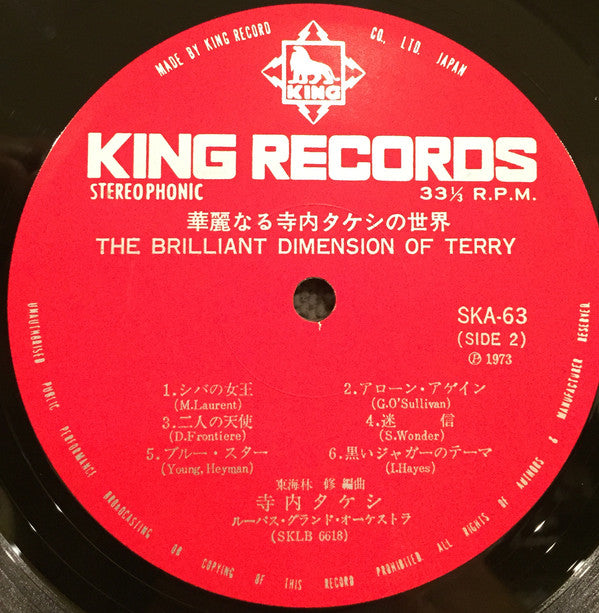 MADE BY KING RECORD CO., LTD. JAPAN
KING
KING RECORDS
STEREOPHONIC 33⅓ R.P.M.
華麗なる寺内タケシの世界
THE BRILLIANT DIMENSION OF TERRY
SKA-63
(SIDE 2)
Ⓟ 1973
1.シバの女王 2.アローン・アゲイン
(M.Laurent) (G.O'Sullivan)
3.二人の天使 4.迷 信
(D.Frontiere) (S.Wonder)
5.ブルー・スター 6.黒いジャガーのテーマ
(Young, Heyman) (I.Hayes)
東海林 修 編曲
寺内タケシ
ルーパス・グランド・オーケストラ
(SKLB 6618)
UNAUTHORISED PUBLIC PERFORMANCE BROADCASTING OR COPYING OF THIS RECORD PROHIBITED. ALL RIGHTS OF AUTHORS & MANUFACTURER RESERVED